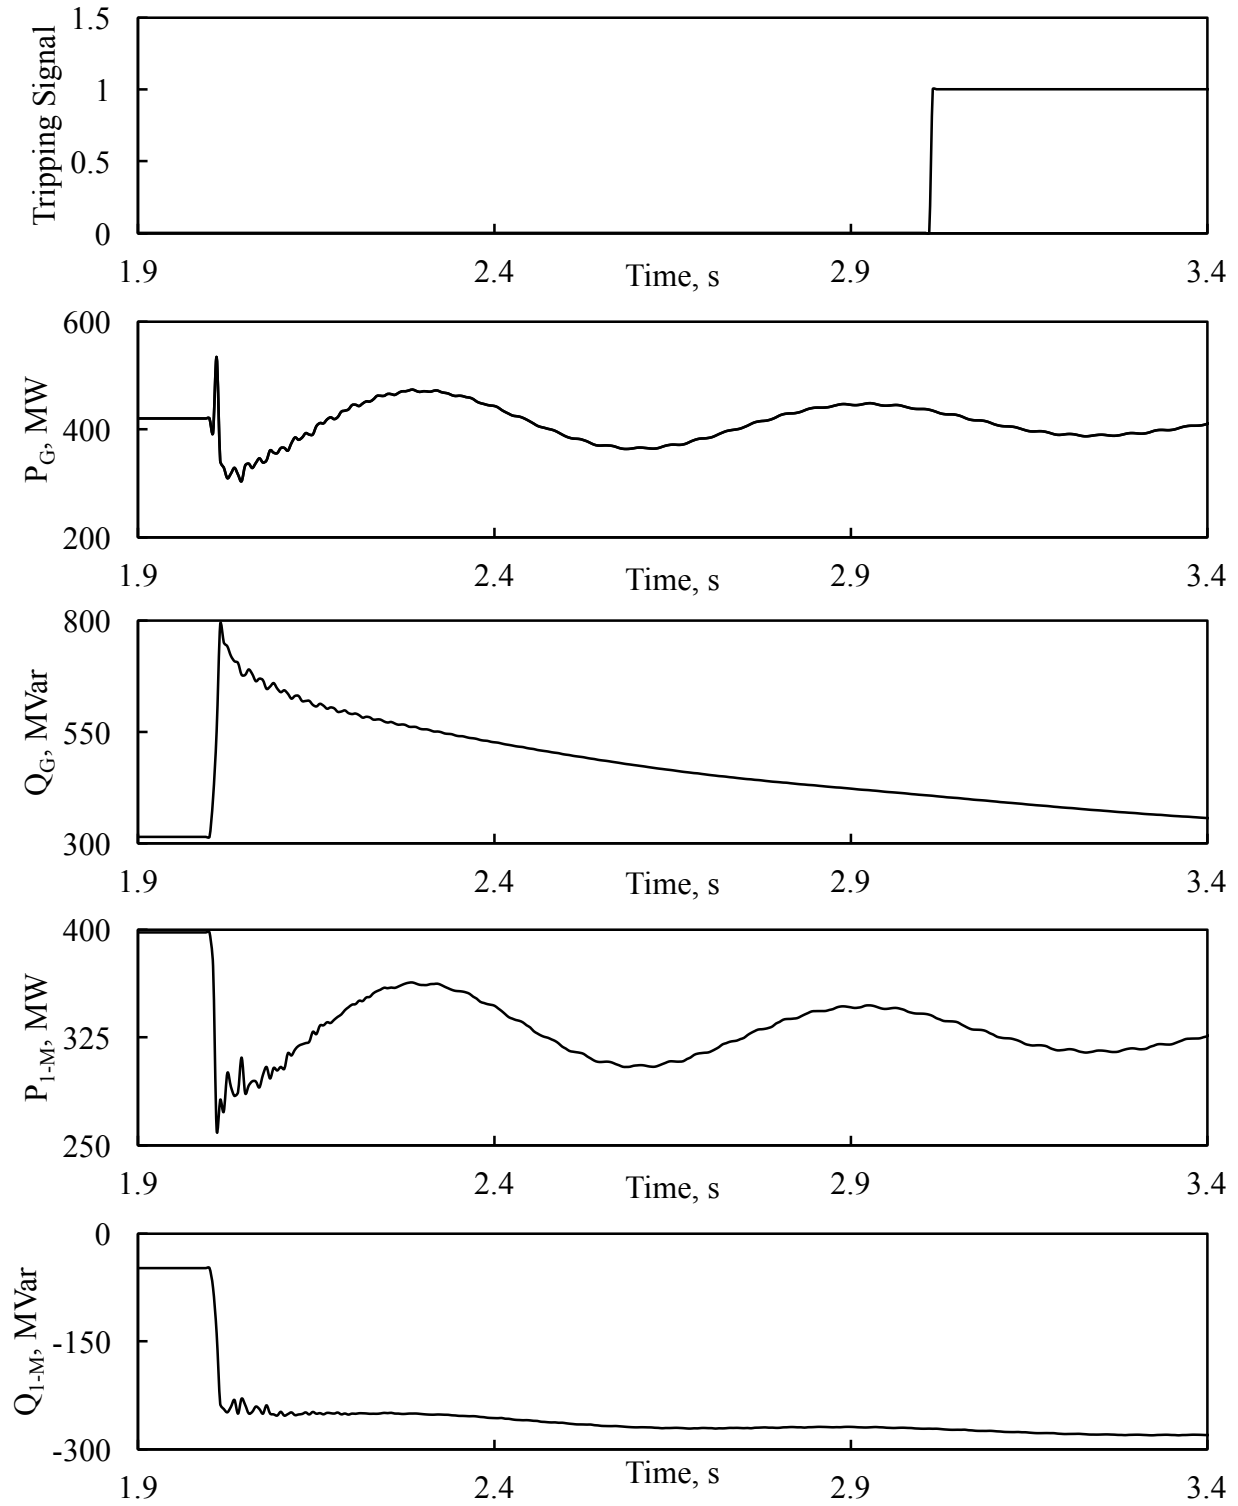 1.5
1
0.5
0
Tripping Signal
1.9 2.4 2.9 3.4
Time, s
600
400
200
P_G, MW
1.9 2.4 2.9 3.4
Time, s
800
550
300
Q_G, MVar
1.9 2.4 2.9 3.4
Time, s
400
325
250
P_1-M, MW
1.9 2.4 2.9 3.4
Time, s
0
-150
-300
Q_1-M, MVar
1.9 2.4 2.9 3.4
Time, s